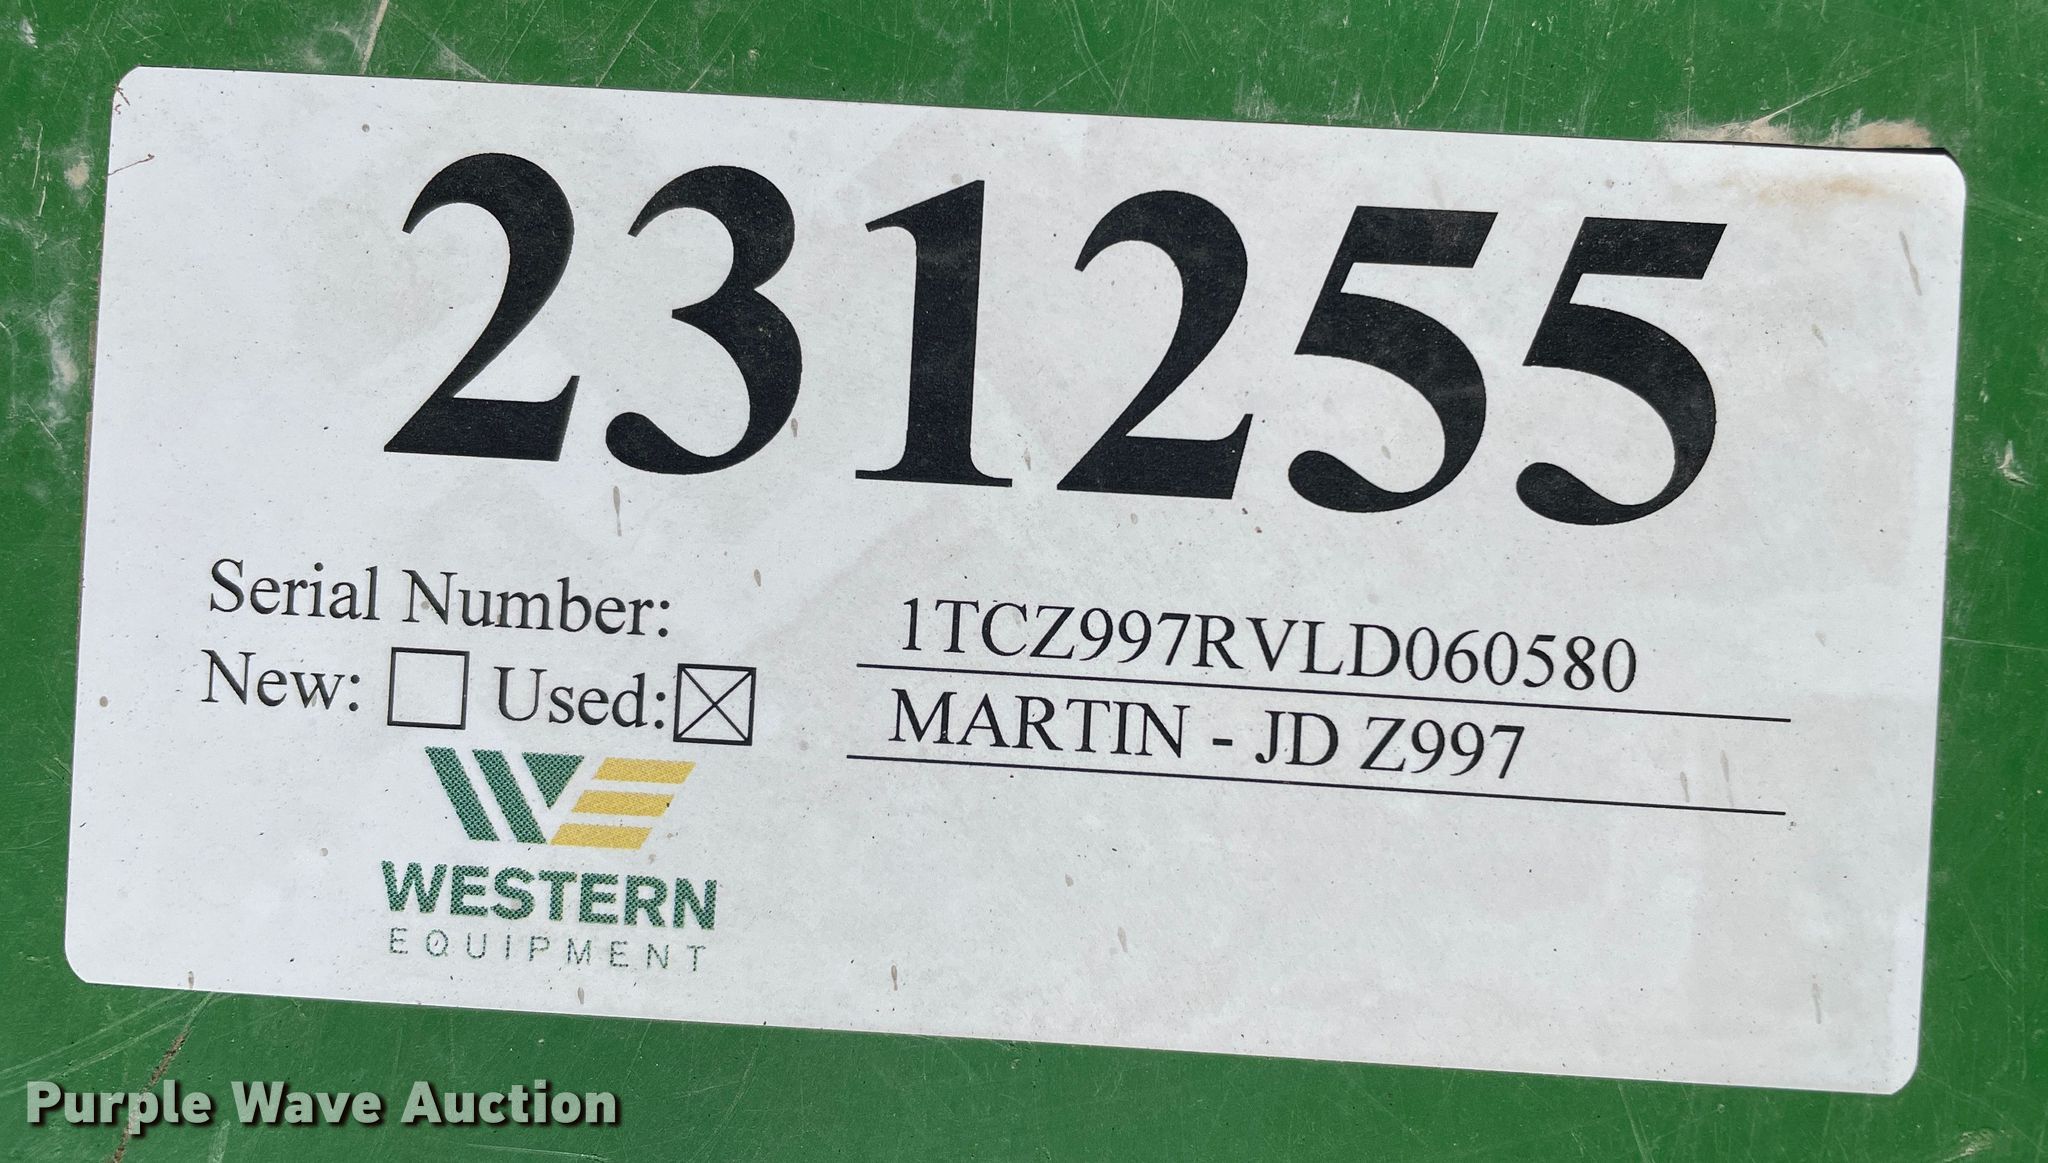 231255
Serial Number: 1TCZ997RVLD060580
New: Used: MARTIN - JD Z997
WESTERN
EQUIPMENT
Purple Wave Auction